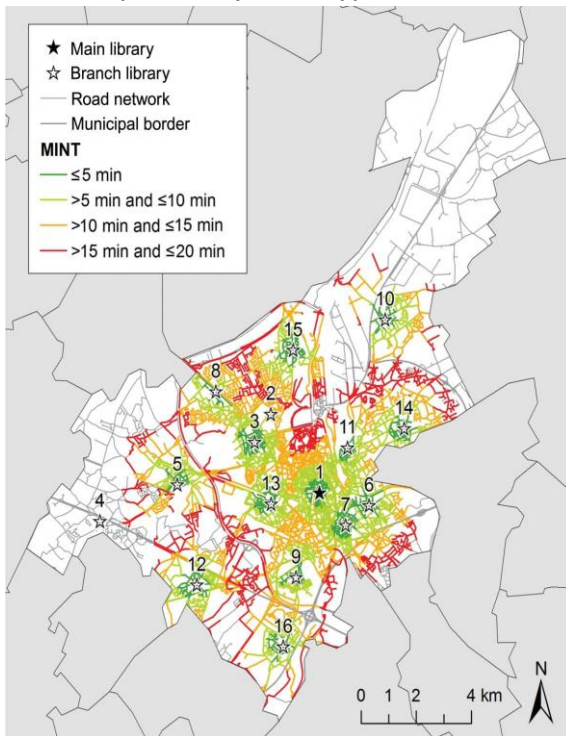 Main library
Branch library
Road network
Municipal border
MINT
≤5 min
>5 min and ≤10 min
>10 min and ≤15 min
>15 min and ≤20 min
10
15
8
2
3
11
14
5
13
1
6
4
7
12
9
16
N
0 1 2 4 km